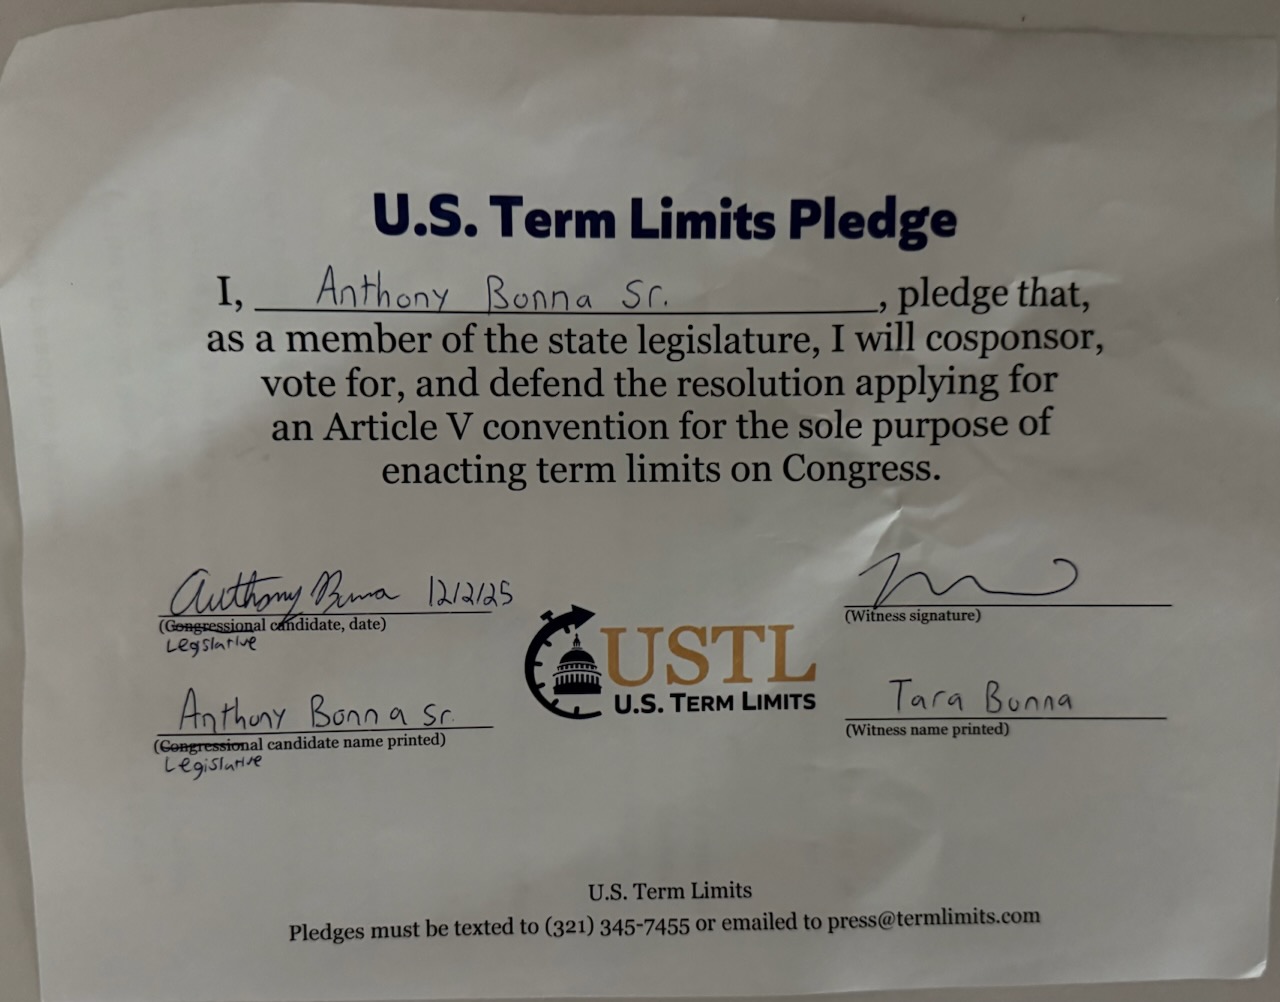 U.S. Term Limits Pledge
I, Anthony Bonna Sr., pledge that,
as a member of the state legislature, I will cosponsor,
vote for, and defend the resolution applying for
an Article V convention for the sole purpose of
enacting term limits on Congress.
Anthony Bonna 12/2/25
(Congressional candidate, date)
Legislative
Anthony Bonna Sr.
(Congressional candidate name printed)
Legislative
USTL
U.S. TERM LIMITS
(Witness signature)
Tara Bonna
(Witness name printed)
U.S. Term Limits
Pledges must be texted to (321) 345-7455 or emailed to press@termlimits.com